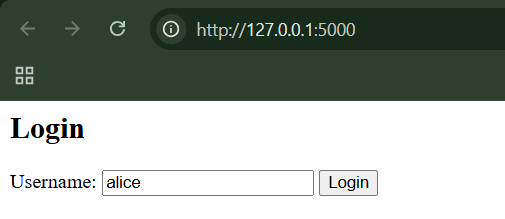 http://127.0.0.1:5000
Login
Username: alice Login